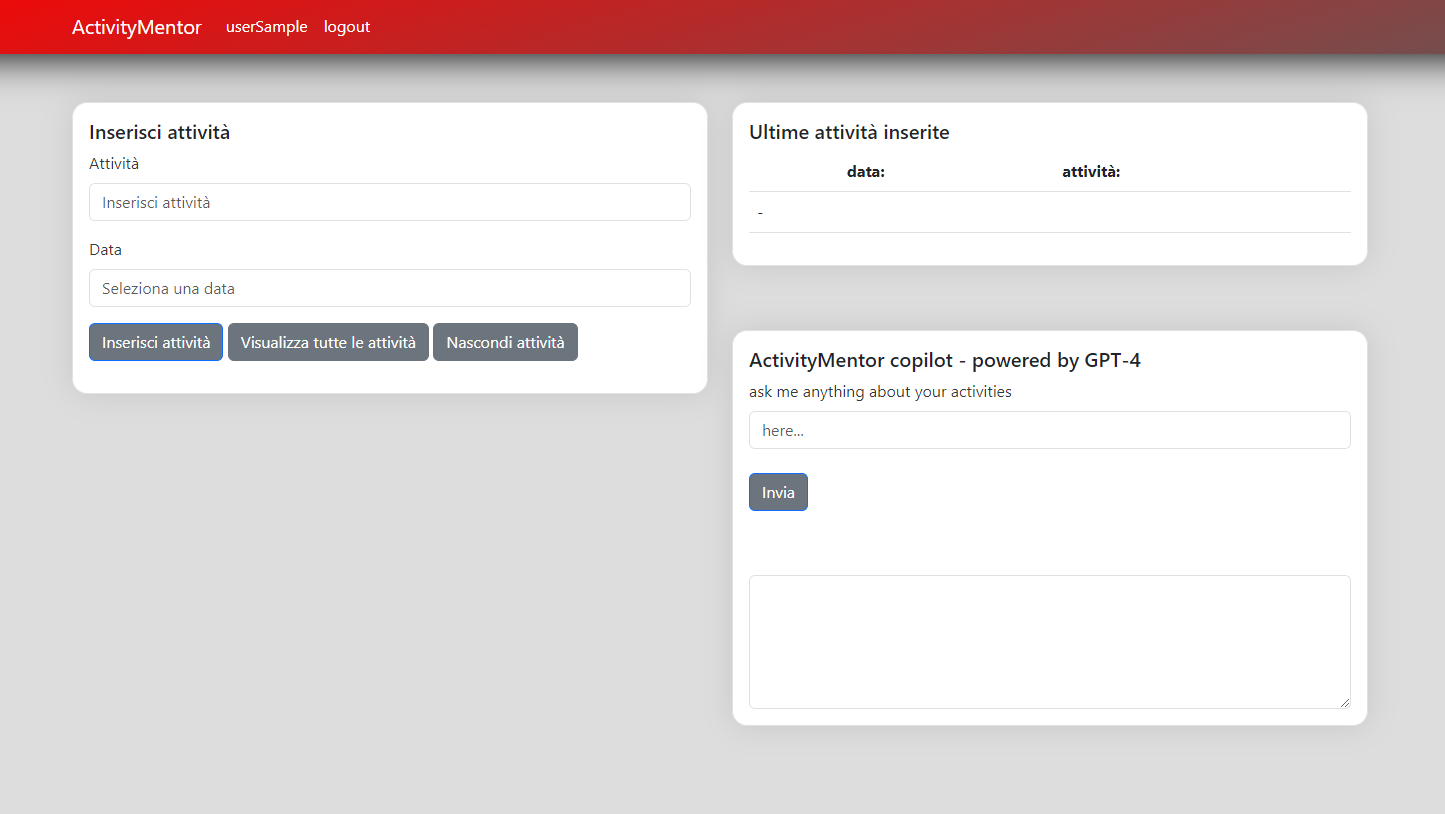 ActivityMentor userSample logout
Inserisci attività
Attività
Inserisci attività
Data
Seleziona una data
Inserisci attività Visualizza tutte le attività Nascondi attività
Ultime attività inserite
data: attività:
-
ActivityMentor copilot - powered by GPT-4
ask me anything about your activities
here...
Invia